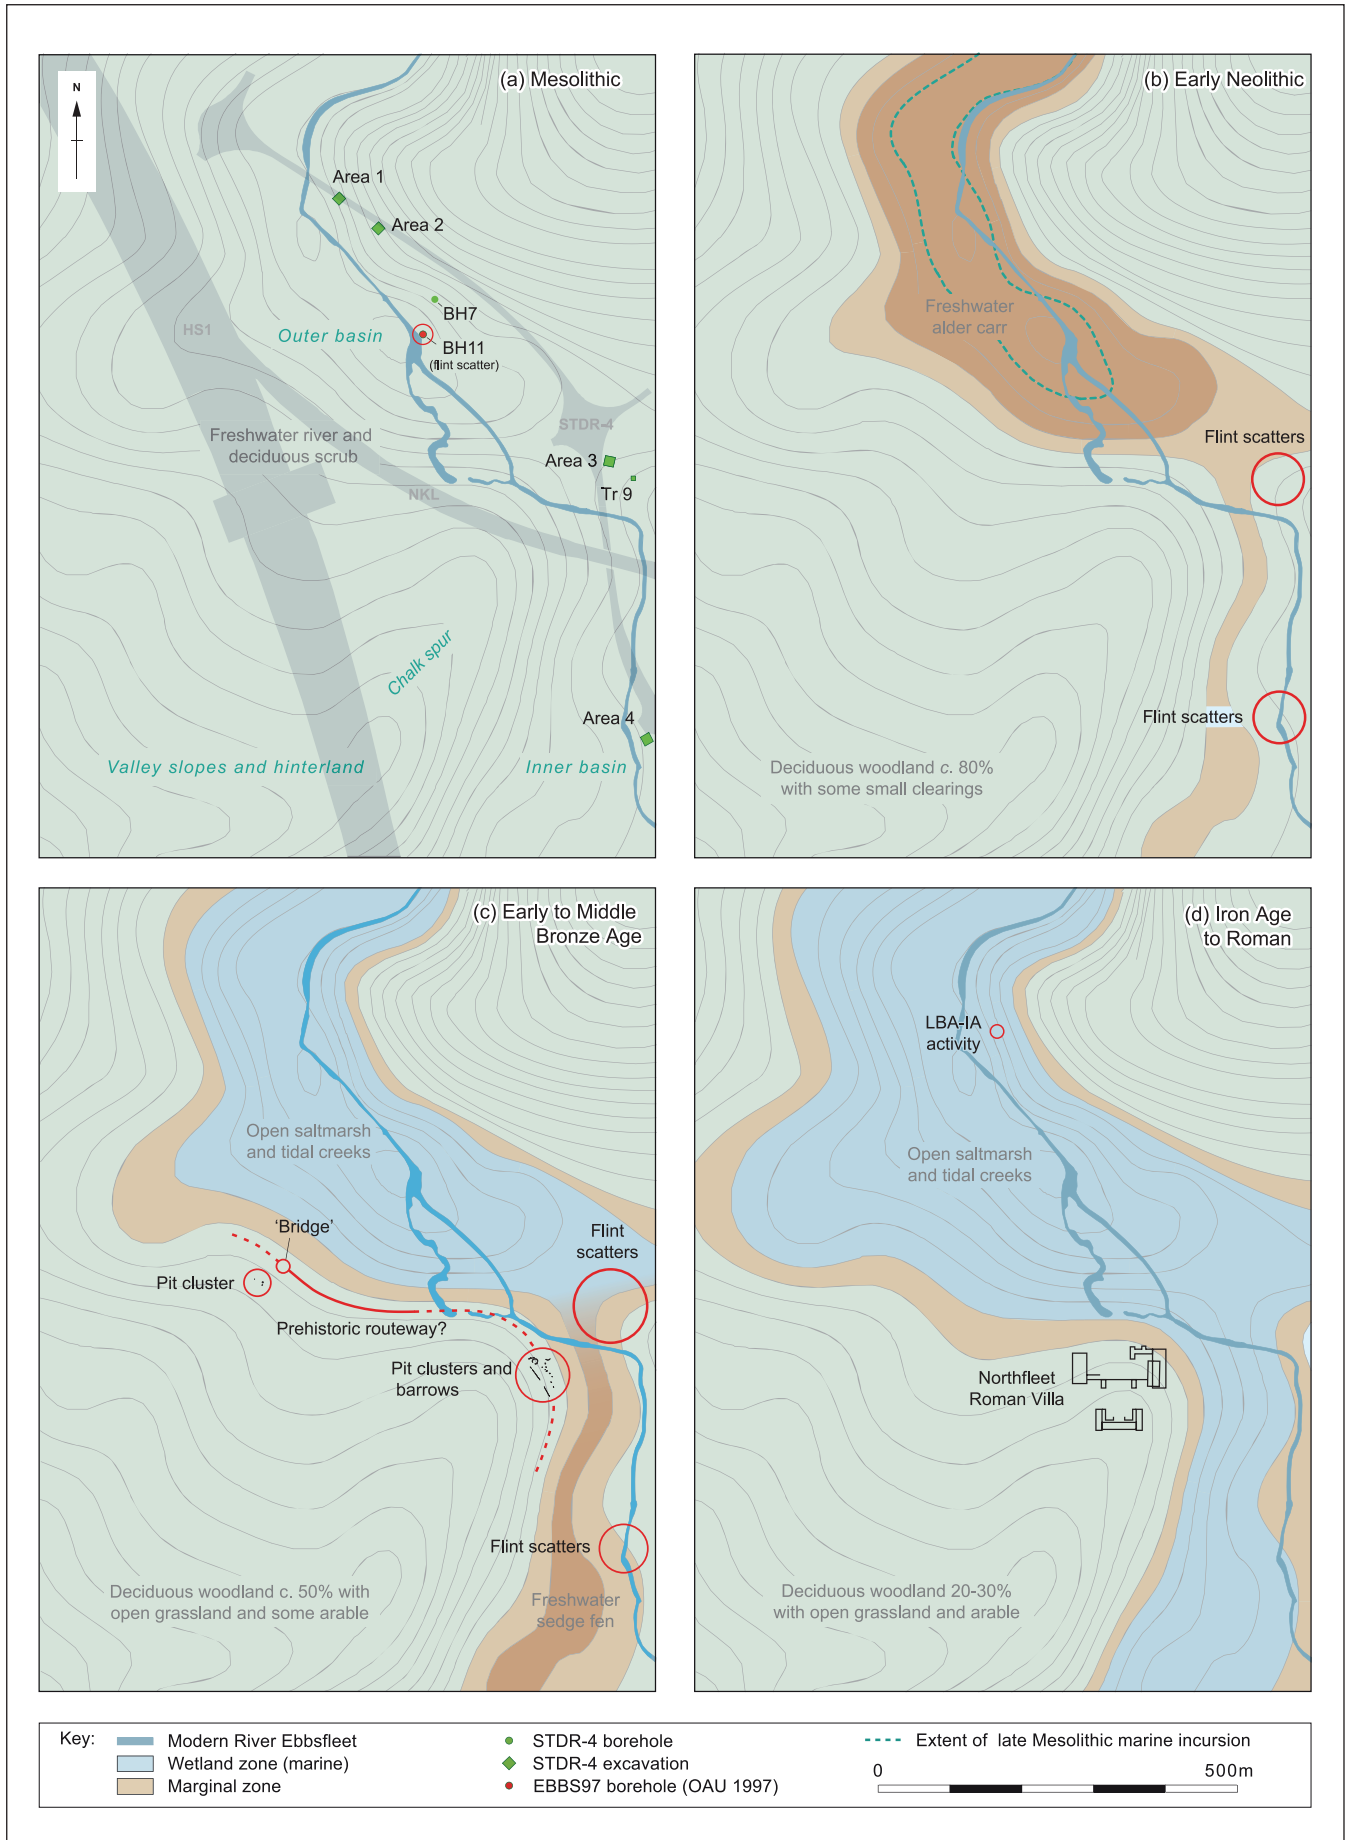 N
(a) Mesolithic
Area 1
Area 2
BH7
BH11
(flint scatter)
Outer basin
HS1
Freshwater river and
deciduous scrub
STDR-4
Area 3
Tr 9
NKL
Chalk spur
Area 4
Valley slopes and hinterland
Inner basin
(b) Early Neolithic
Freshwater
alder carr
Flint scatters
Flint scatters
Deciduous woodland c. 80%
with some small clearings
(c) Early to Middle
Bronze Age
Open saltmarsh
and tidal creeks
'Bridge'
Flint
scatters
Pit cluster
Prehistoric routeway?
Pit clusters and
barrows
Flint scatters
Deciduous woodland c. 50% with
open grassland and some arable
Freshwater
sedge fen
(d) Iron Age
to Roman
LBA-IA
activity
Open saltmarsh
and tidal creeks
Northfleet
Roman Villa
Deciduous woodland 20-30%
with open grassland and arable
Key:
Modern River Ebbsfleet
Wetland zone (marine)
Marginal zone
STDR-4 borehole
STDR-4 excavation
EBBS97 borehole (OAU 1997)
Extent of late Mesolithic marine incursion
0 500m